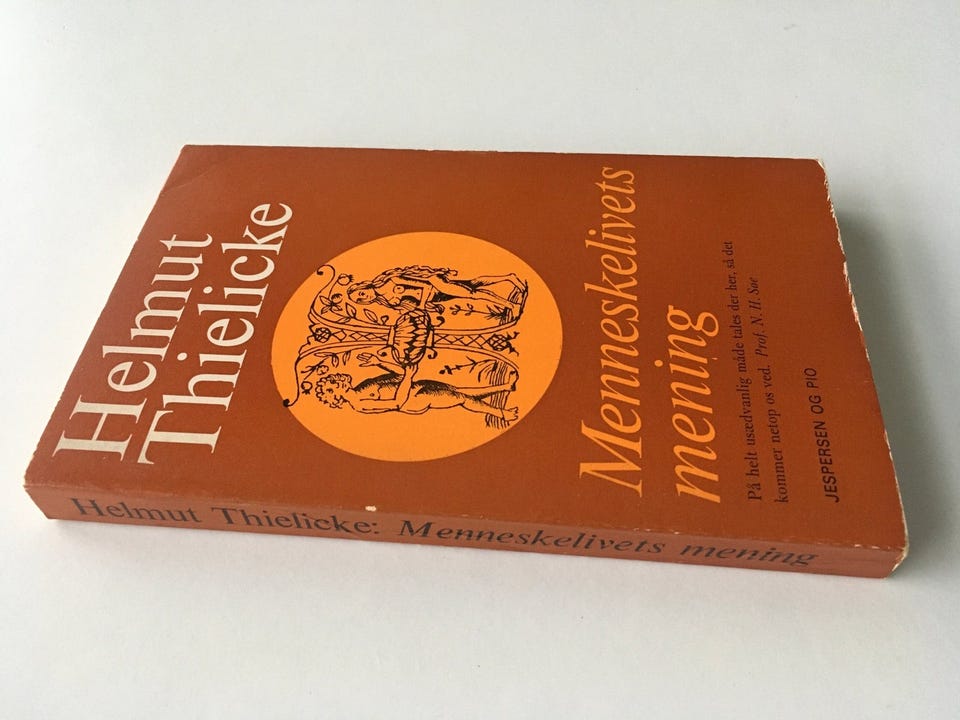 Helmut
Thielicke
Menneskelivets
mening
På helt usædvanlig måde tales der her, så det
kommer netop os ved. Prof. N. H. Søe
JESPERSEN OG PIO
Helmut Thielicke: Menneskelivets mening